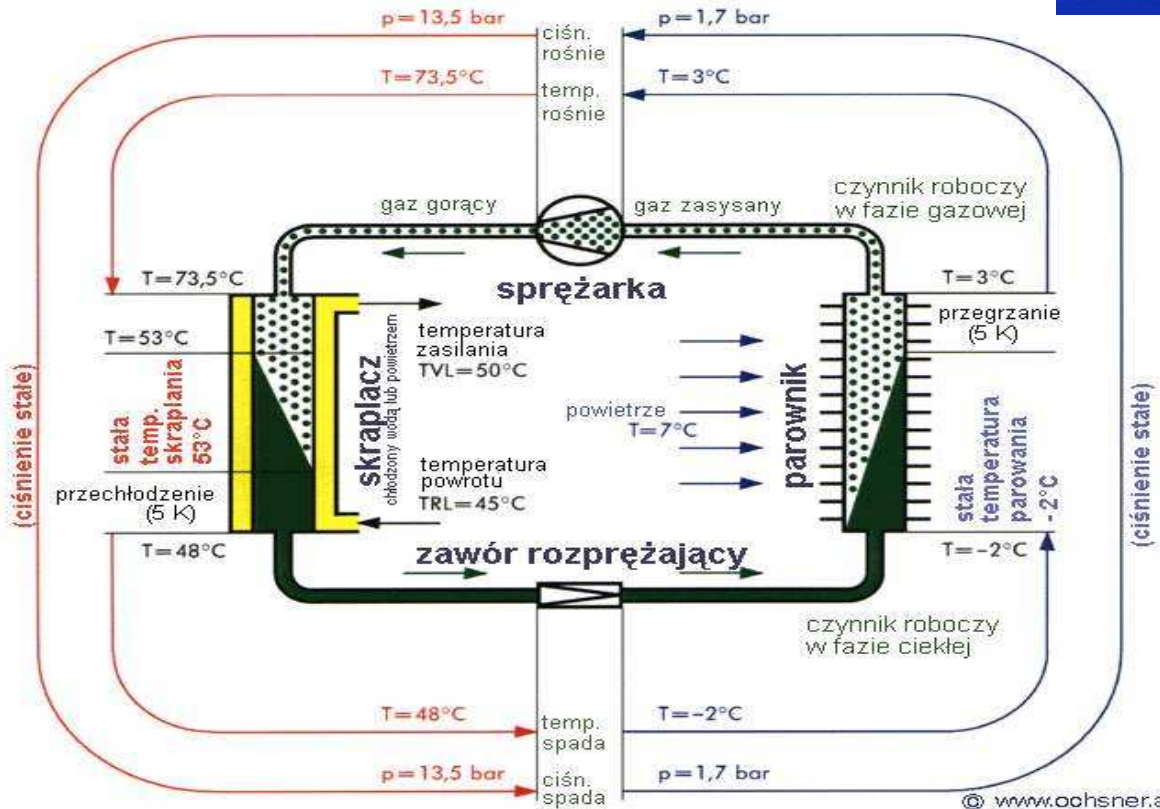 p=13,5 bar
ciśn.
rośnie
p=1,7 bar
T=73,5°C
temp.
rośnie
T=3°C
czynnik roboczy
w fazie gazowej
gaz gorący
gaz zasysany
T=73,5°C
sprężarka
T=3°C
przegrzanie
(5 K)
temperatura
zasilania
TVL=50°C
T=53°C
(ciśnienie stałe)
stała
temp.
skraplania
53°C
skraplacz
chłodzony wodą lub powietrzem
powietrze
T=7°C
parownik
stała
temperatura
parowania
-2°C
(ciśnienie stałe)
temperatura
powrotu
TRL=45°C
przechłodzenie
(5 K)
T=48°C
T=−2°C
zawór rozprężający
czynnik roboczy
w fazie ciekłej
T=48°C
temp.
spada
T=−2°C
p=13,5 bar
ciśn.
spada
p=1,7 bar
© www.ochsner.a